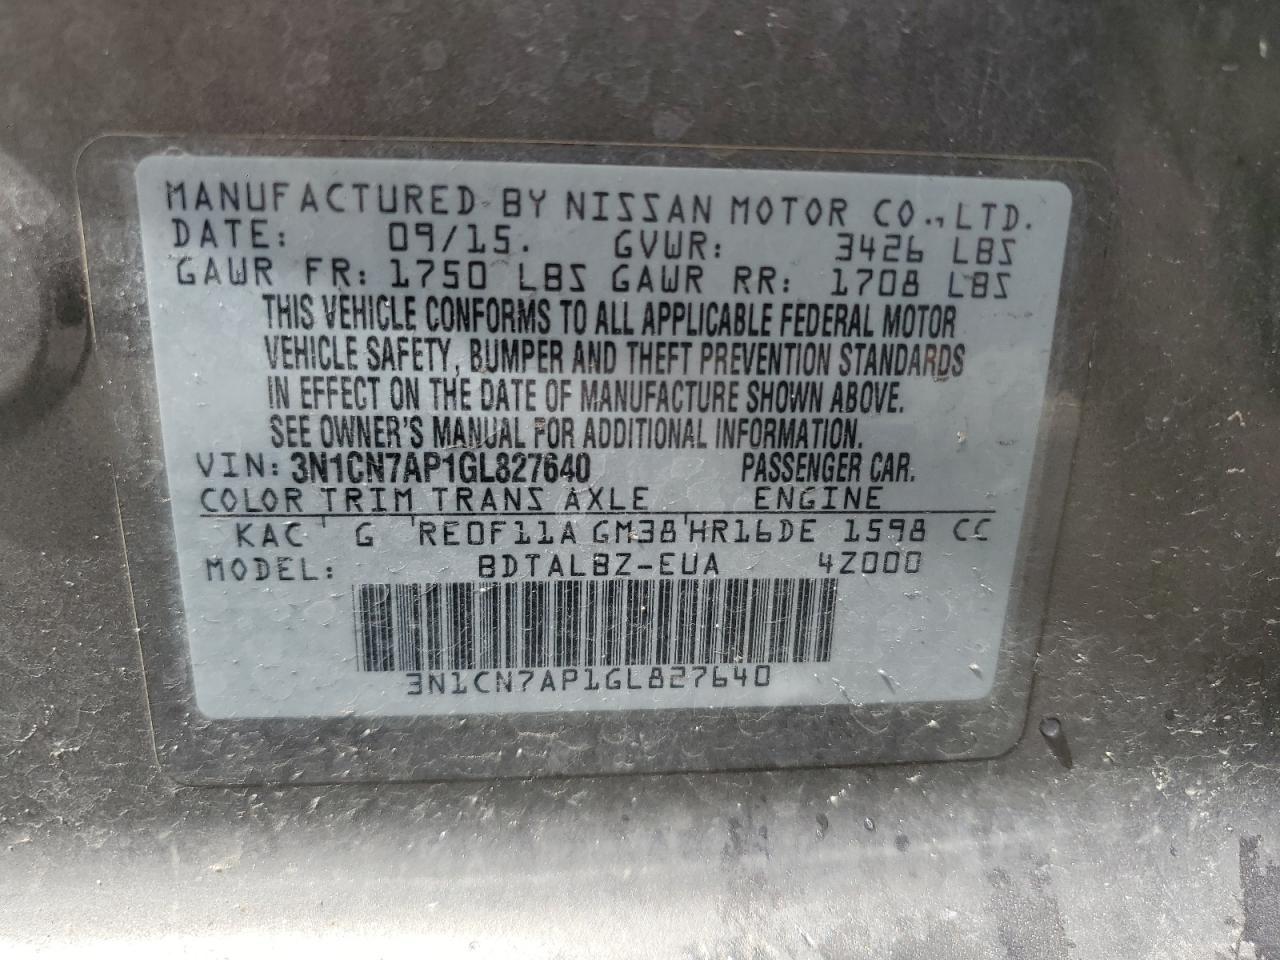 MANUFACTURED BY NISSAN MOTOR CO., LTD.
DATE: 09/15. GVWR: 3426 LBS
GAWR FR: 1750 LBS GAWR RR: 1708 LBS
THIS VEHICLE CONFORMS TO ALL APPLICABLE FEDERAL MOTOR
VEHICLE SAFETY, BUMPER AND THEFT PREVENTION STANDARDS
IN EFFECT ON THE DATE OF MANUFACTURE SHOWN ABOVE.
SEE OWNER'S MANUAL FOR ADDITIONAL INFORMATION.
VIN: 3N1CN7AP1GL827640 PASSENGER CAR.
COLOR TRIM TRANS AXLE ENGINE
KAC ' G ' RE0F11A GM38 ' HR16DE 1598 CC
MODEL: BDTALBZ-EUA 4Z000
3N1CN7AP1GL827640